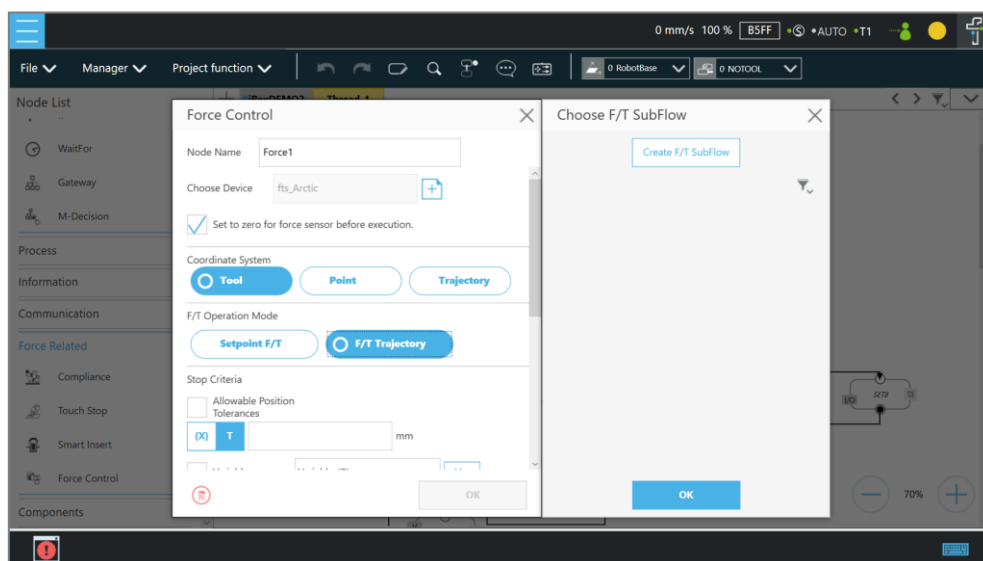 0 mm/s 100 % B5FF •Ⓢ •AUTO •T1
File Manager Project function 0 RobotBase 0 NOTOOL
Node List
WaitFor
Gateway
M-Decision
Process
Information
Communication
Force Related
Compliance
Touch Stop
Smart Insert
Force Control
Components
Force Control
Node Name Force1
Choose Device fts_Arctic
Set to zero for force sensor before execution.
Coordinate System
Tool Point Trajectory
F/T Operation Mode
Setpoint F/T F/T Trajectory
Stop Criteria
Allowable Position
Tolerances
{X} T mm
OK
Choose F/T SubFlow
Create F/T SubFlow
OK
I/O SETB
70%